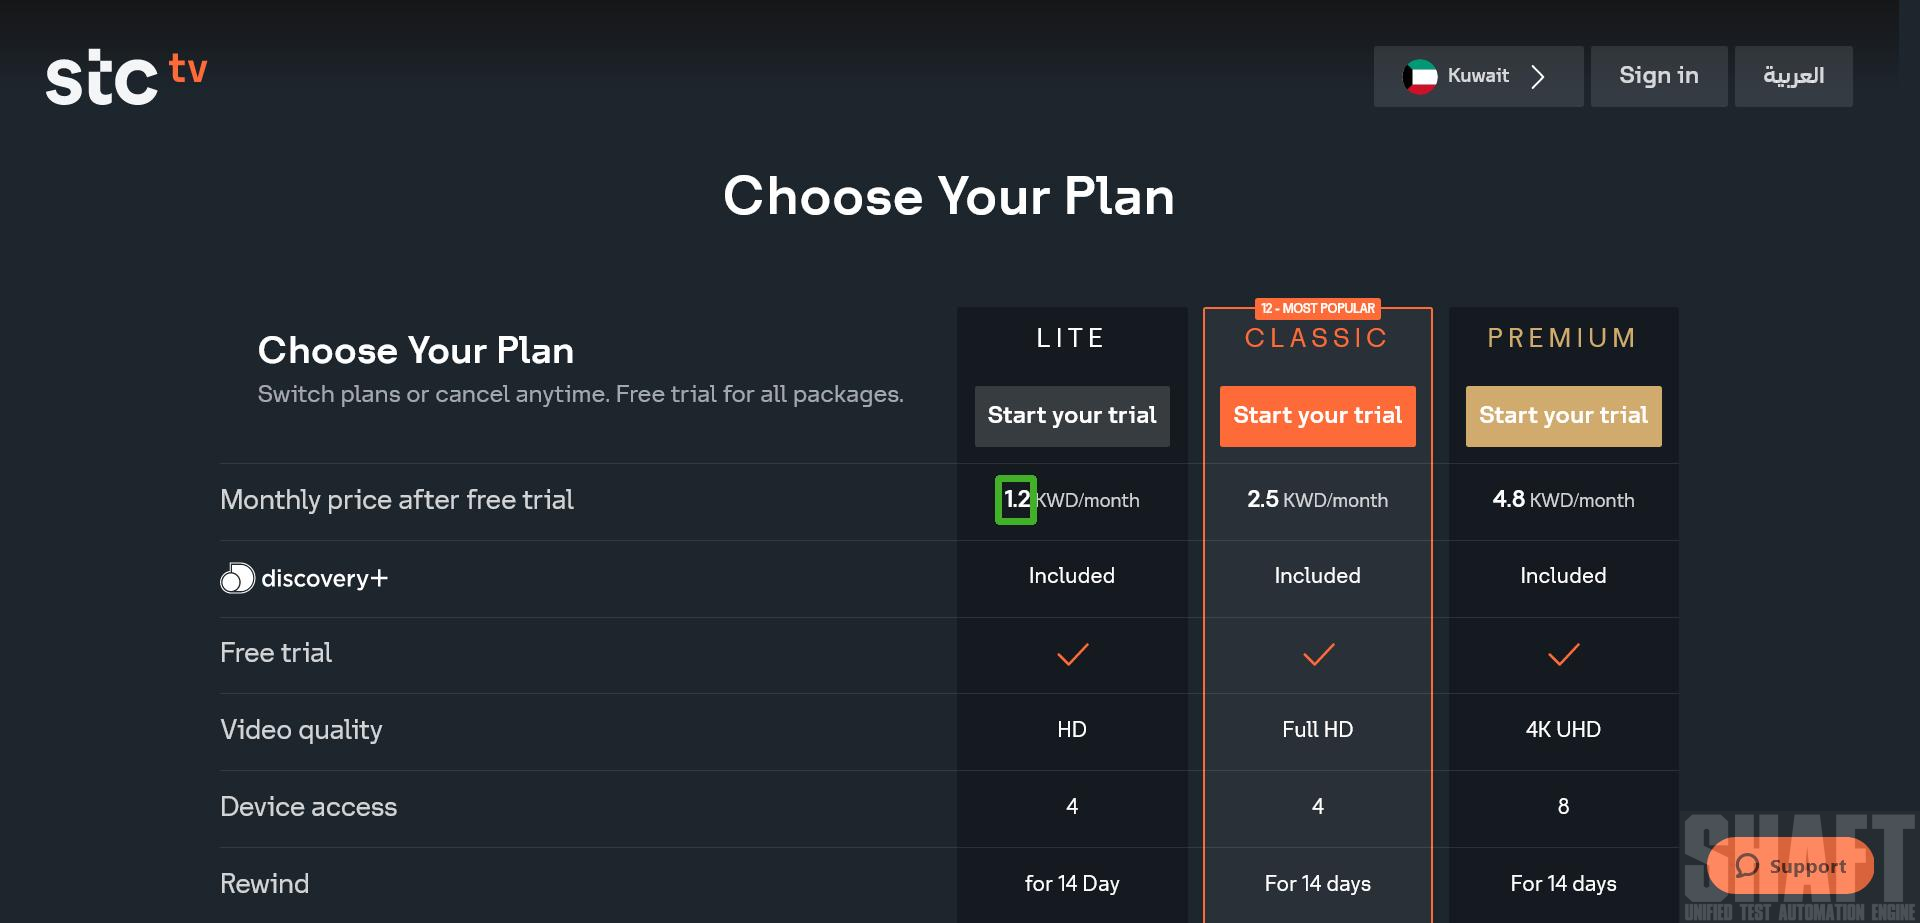 stc tv
Kuwait
Sign in
العربية
Choose Your Plan
Choose Your Plan
Switch plans or cancel anytime. Free trial for all packages.
LITE
12 - MOST POPULAR
CLASSIC
PREMIUM
Start your trial
Start your trial
Start your trial
Monthly price after free trial
1.2 KWD/month
2.5 KWD/month
4.8 KWD/month
discovery+
Included
Included
Included
Free trial
Video quality
HD
Full HD
4K UHD
Device access
4
4
8
Rewind
for 14 Day
For 14 days
For 14 days
Support
SHAFT
UNIFIED TEST AUTOMATION ENGINE